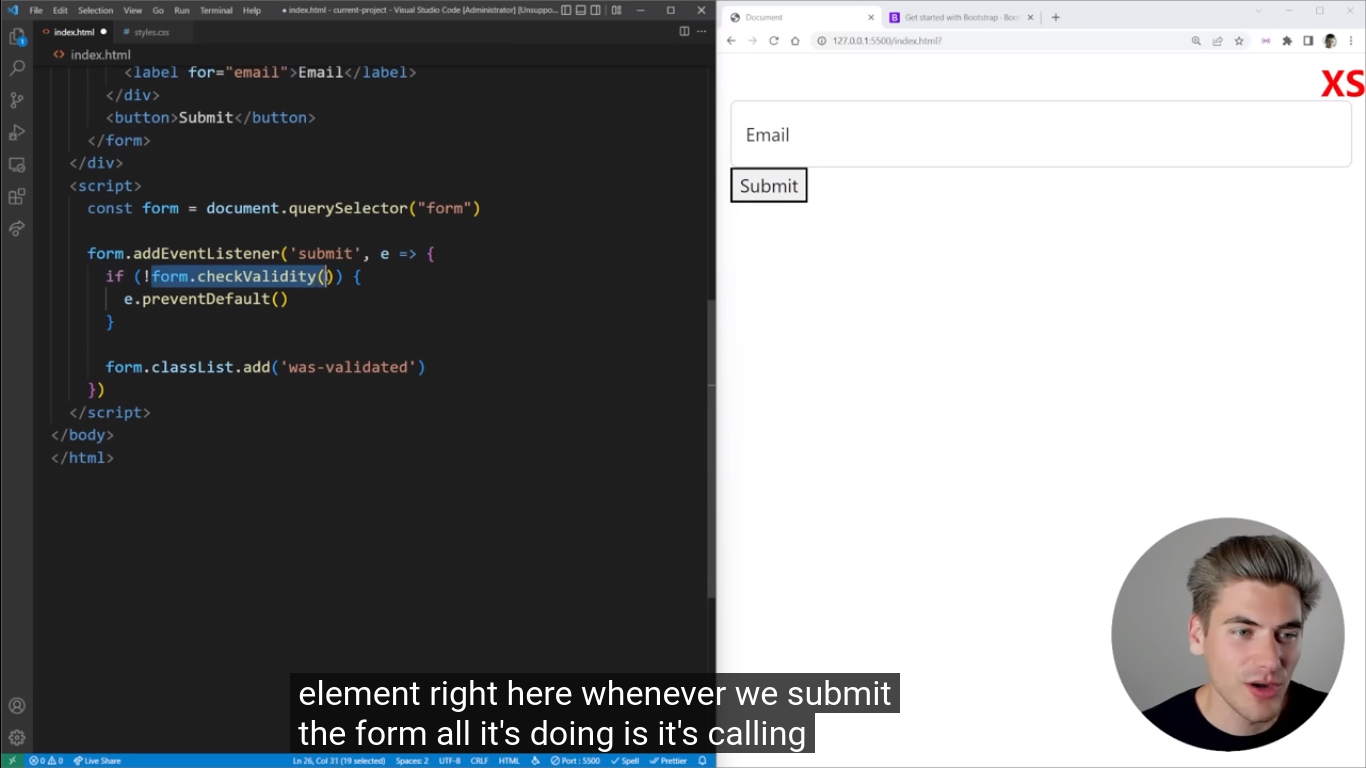 File Edit Selection View Go Run Terminal Help ● index.html - current-project - Visual Studio Code [Administrator] [Unsuppo...
index.html ●
# styles.css
index.html
<label for="email">Email</label>
</div>
<button>Submit</button>
</form>
</div>
<script>
const form = document.querySelector("form")
form.addEventListener('submit', e => {
if (!form.checkValidity()) {
e.preventDefault()
}
form.classList.add('was-validated')
})
</script>
</body>
</html>
Document
Get started with Bootstrap · Boot
127.0.0.1:5500/index.html?
XS
Email
Submit
element right here whenever we submit
the form all it's doing is it's calling
0 0 Live Share
Ln 26, Col 31 (19 selected) Spaces: 2 UTF-8 CRLF HTML Port : 5500 Spell Prettier